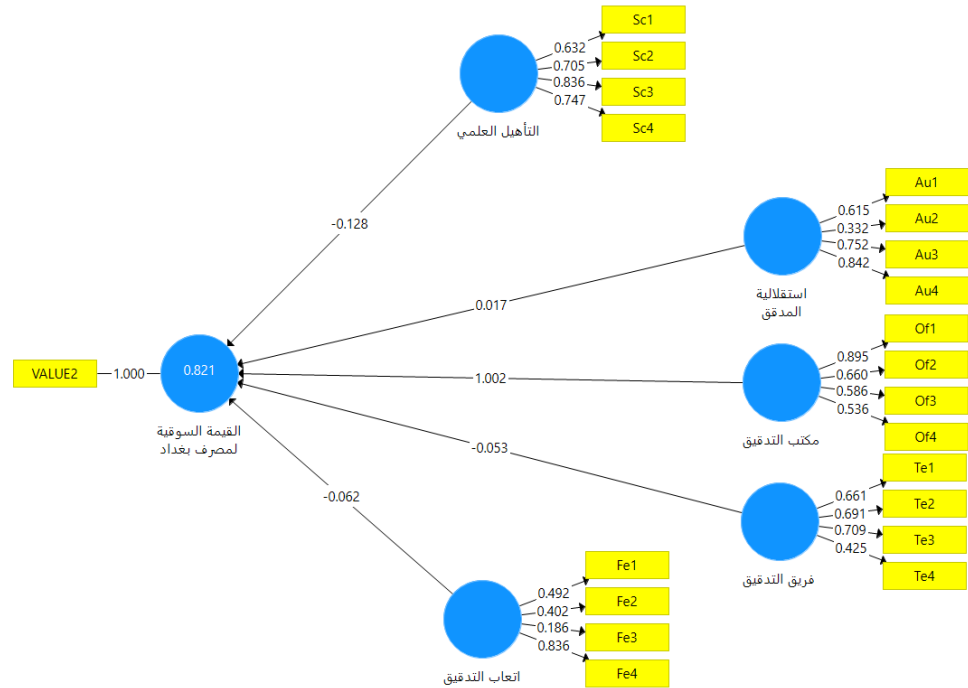 Sc1
0.632
Sc2
0.705
Sc3
0.836
Sc4
0.747
التأهيل العلمي
-0.128
Au1
0.615
Au2
0.332
Au3
0.752
Au4
0.842
استقلالية
المدقق
0.017
Of1
0.895
Of2
0.660
Of3
0.586
Of4
0.536
مكتب التدقيق
1.002
VALUE2
1.000
0.821
القيمة السوقية
لمصرف بغداد
-0.053
Te1
0.661
Te2
0.691
Te3
0.709
Te4
0.425
فريق التدقيق
-0.062
Fe1
0.492
Fe2
0.402
Fe3
0.186
Fe4
0.836
اتعاب التدقيق